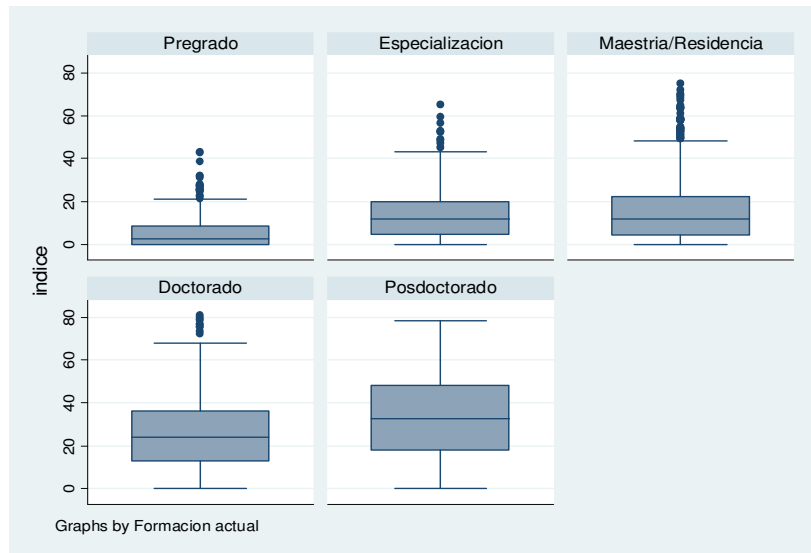 Pregrado
Especializacion
Maestria/Residencia
80
60
40
20
0
indice
Doctorado
Posdoctorado
80
60
40
20
0
Graphs by Formacion actual